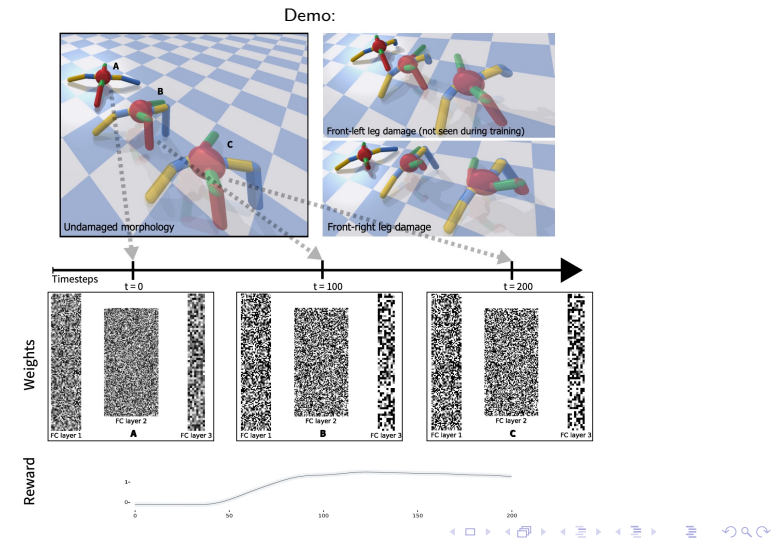 Demo:
A
B
C
Undamaged morphology
Front-left leg damage (not seen during training)
Front-right leg damage
Timesteps
t = 0
t = 100
t = 200
Weights
FC layer 1
FC layer 2
A
FC layer 3
FC layer 1
FC layer 2
B
FC layer 3
FC layer 1
FC layer 2
C
FC layer 3
Reward
1-
0-
0
50
100
150
200